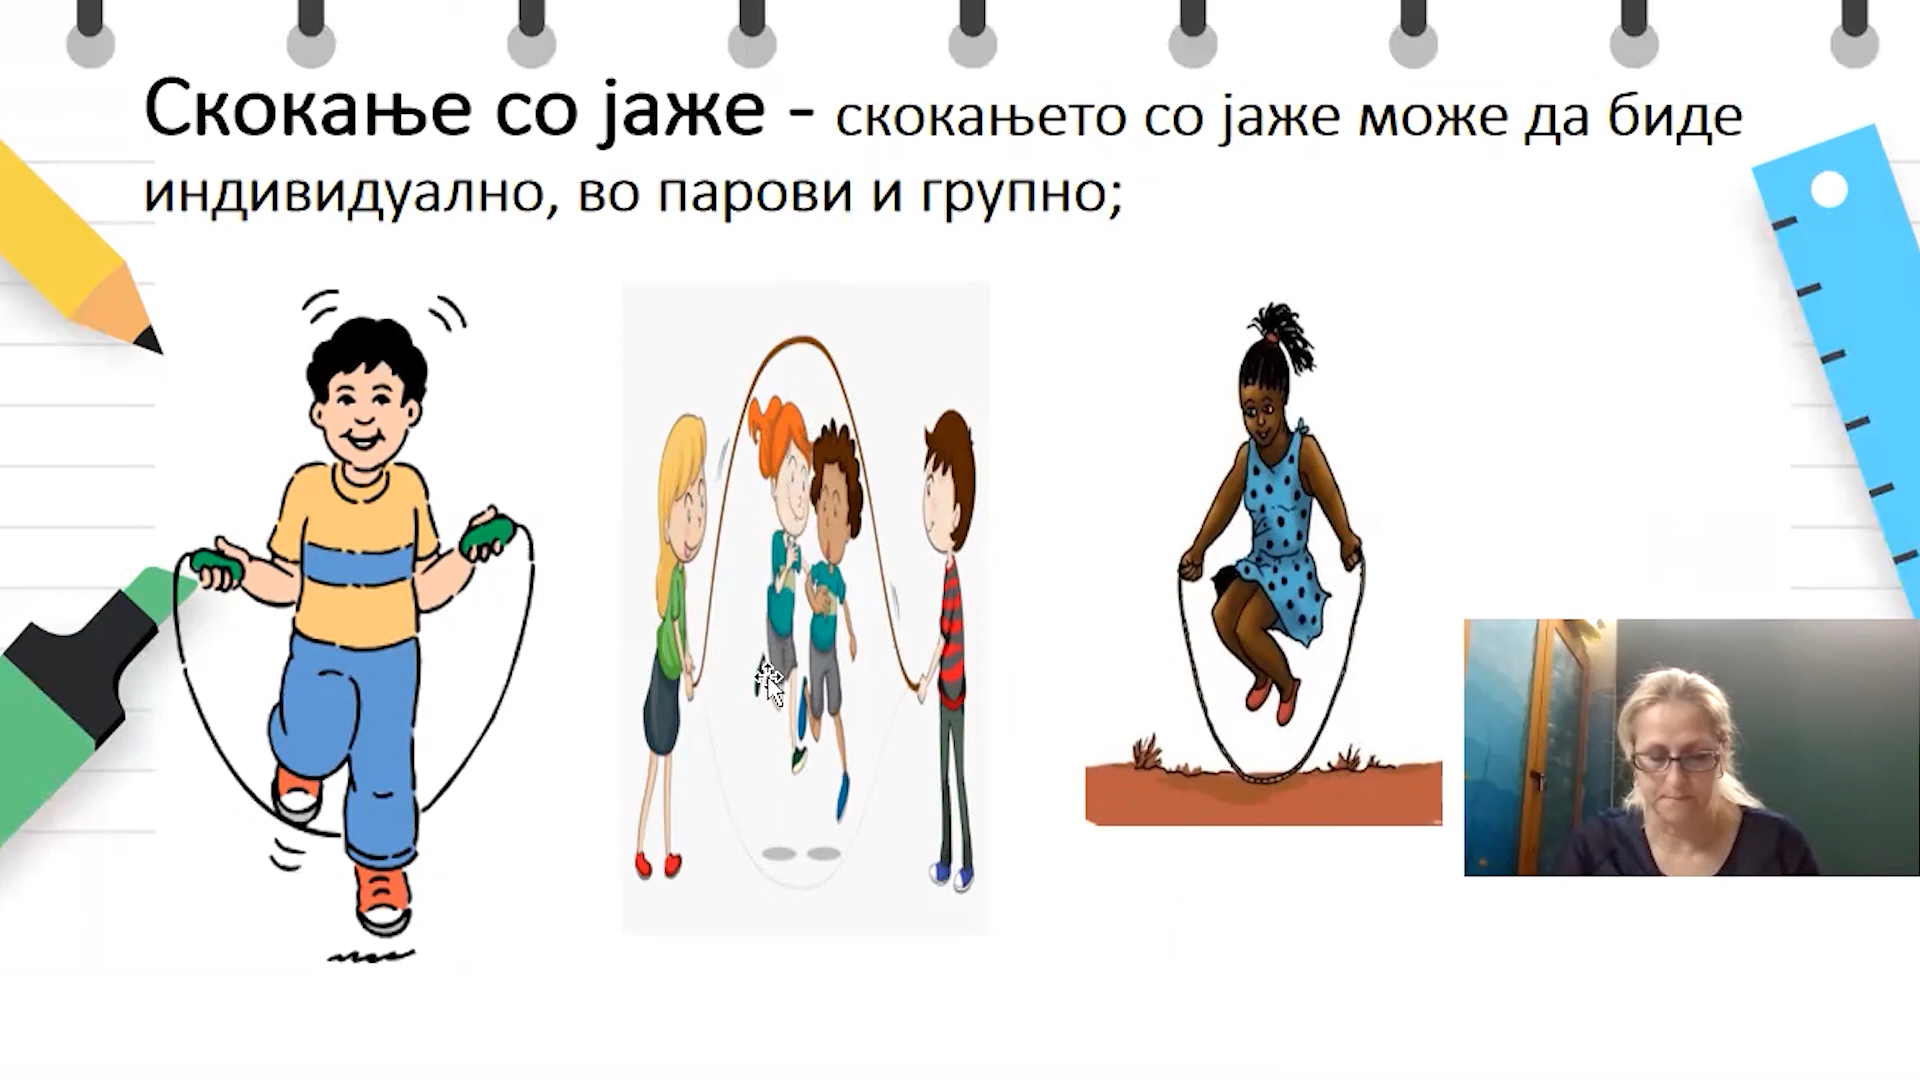 Скокање со јаже - скокањето со јаже може да биде
индивидуално, во парови и групно;